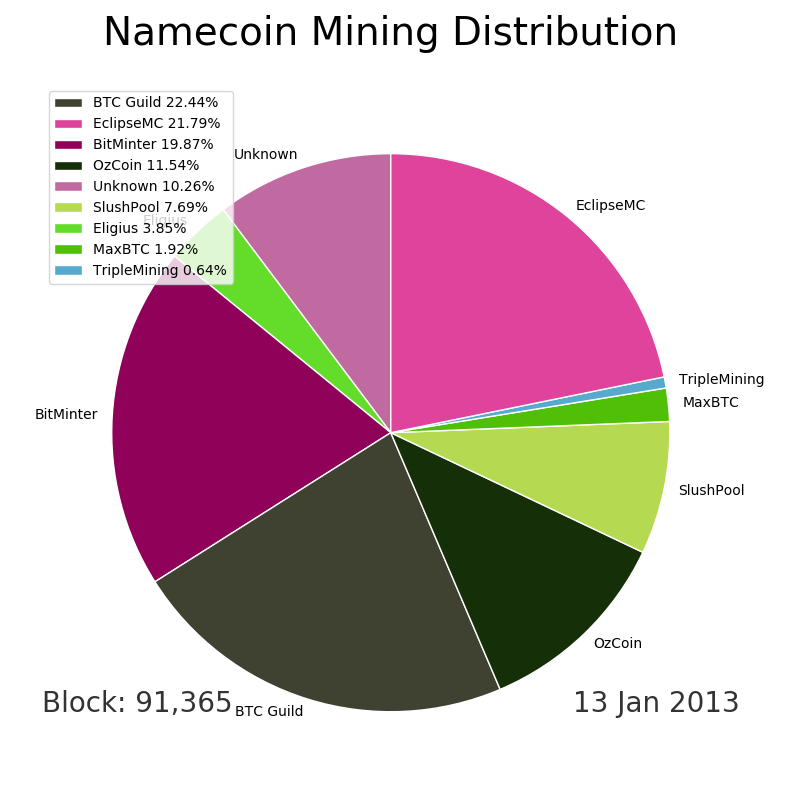 Namecoin Mining Distribution
BTC Guild 22.44%
EclipseMC 21.79%
BitMinter 19.87%
OzCoin 11.54%
Unknown 10.26%
SlushPool 7.69%
Eligius 3.85%
MaxBTC 1.92%
TripleMining 0.64%
Unknown
EclipseMC
Eligius
TripleMining
MaxBTC
BitMinter
SlushPool
OzCoin
BTC Guild
Block: 91,365
13 Jan 2013